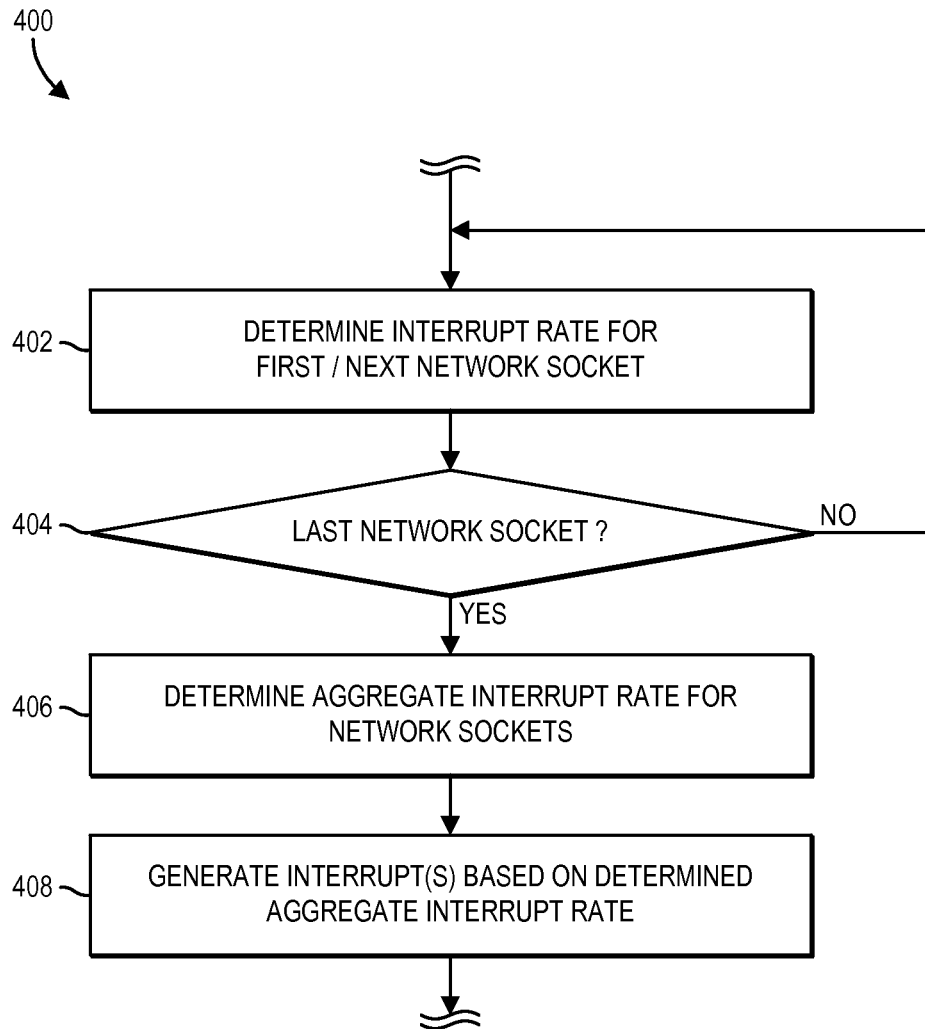 400
402
DETERMINE INTERRUPT RATE FOR
FIRST / NEXT NETWORK SOCKET
404
LAST NETWORK SOCKET ?
NO
YES
406
DETERMINE AGGREGATE INTERRUPT RATE FOR
NETWORK SOCKETS
408
GENERATE INTERRUPT(S) BASED ON DETERMINED
AGGREGATE INTERRUPT RATE